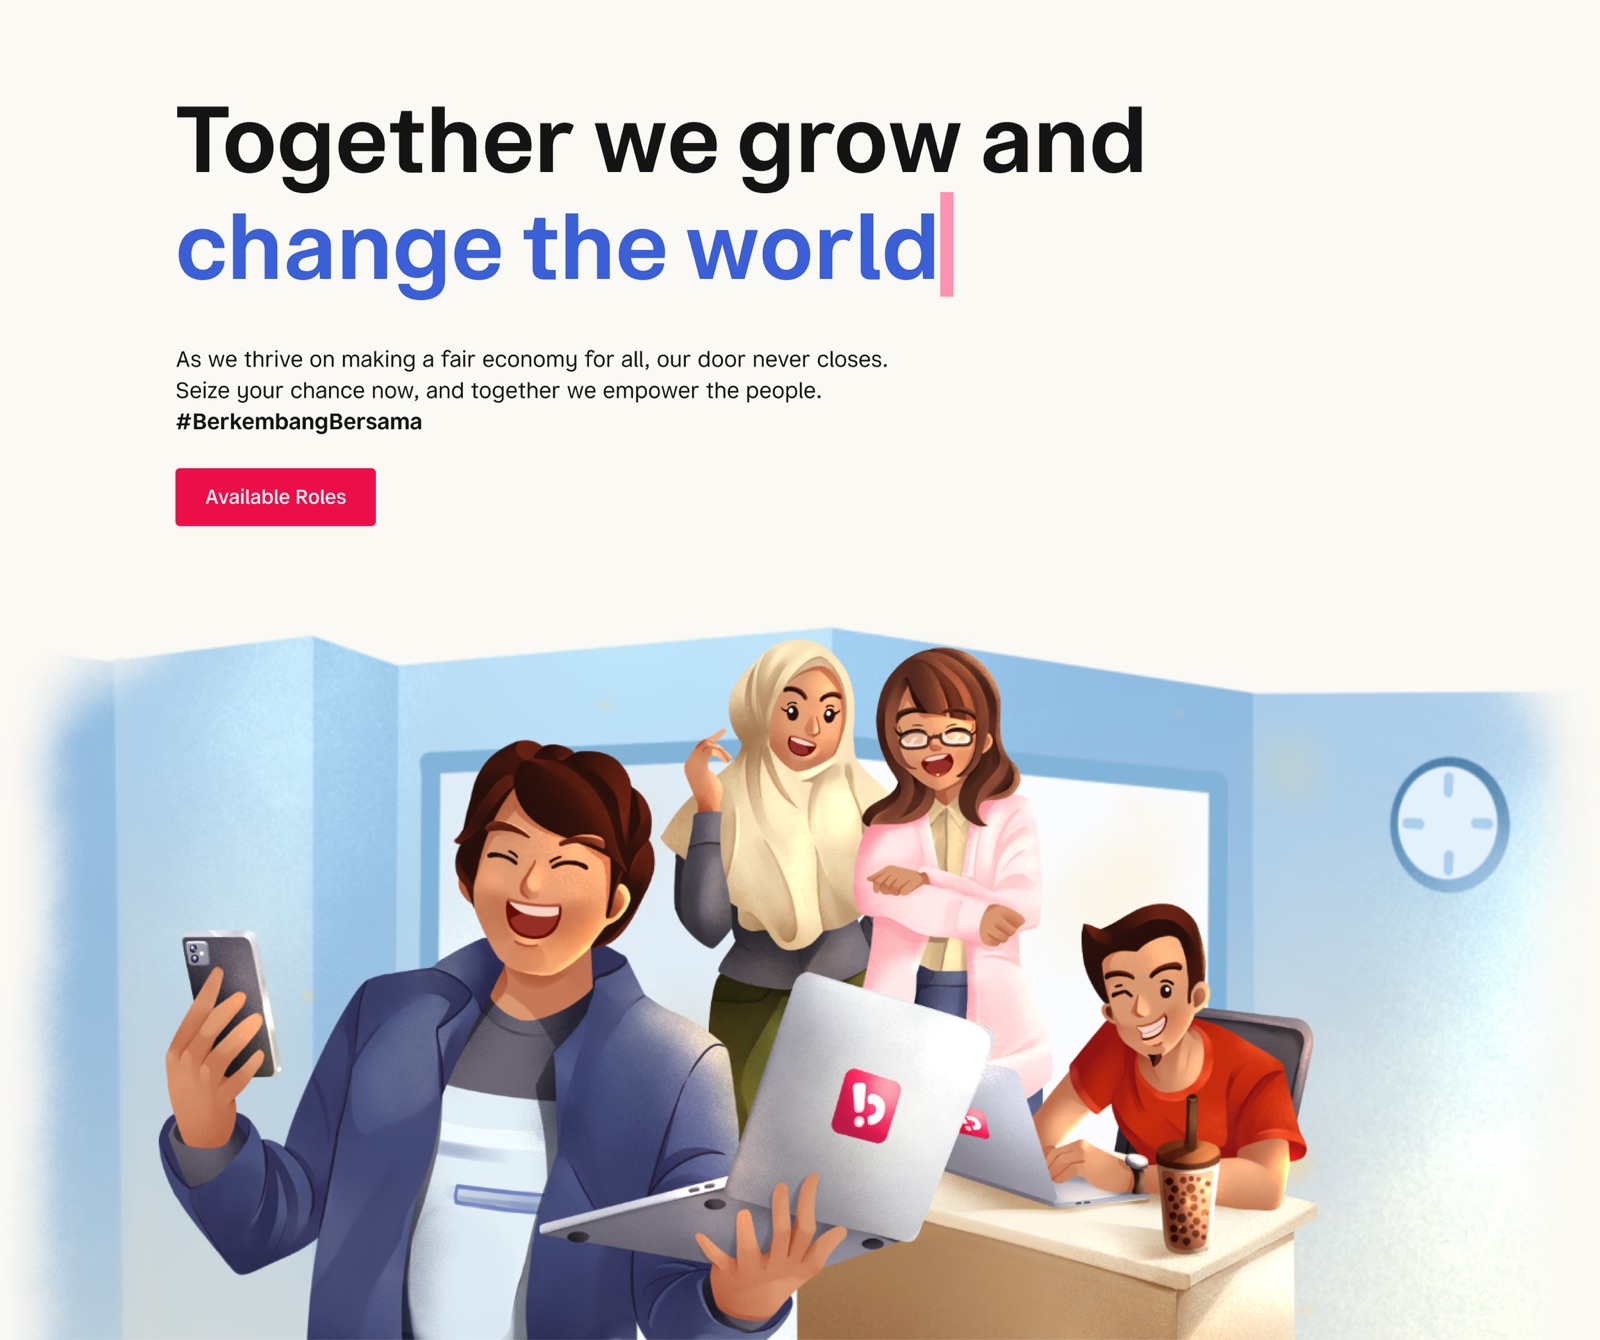 Together we grow and
change the world
As we thrive on making a fair economy for all, our door never closes.
Seize your chance now, and together we empower the people.
#BerkembangBersama
Available Roles